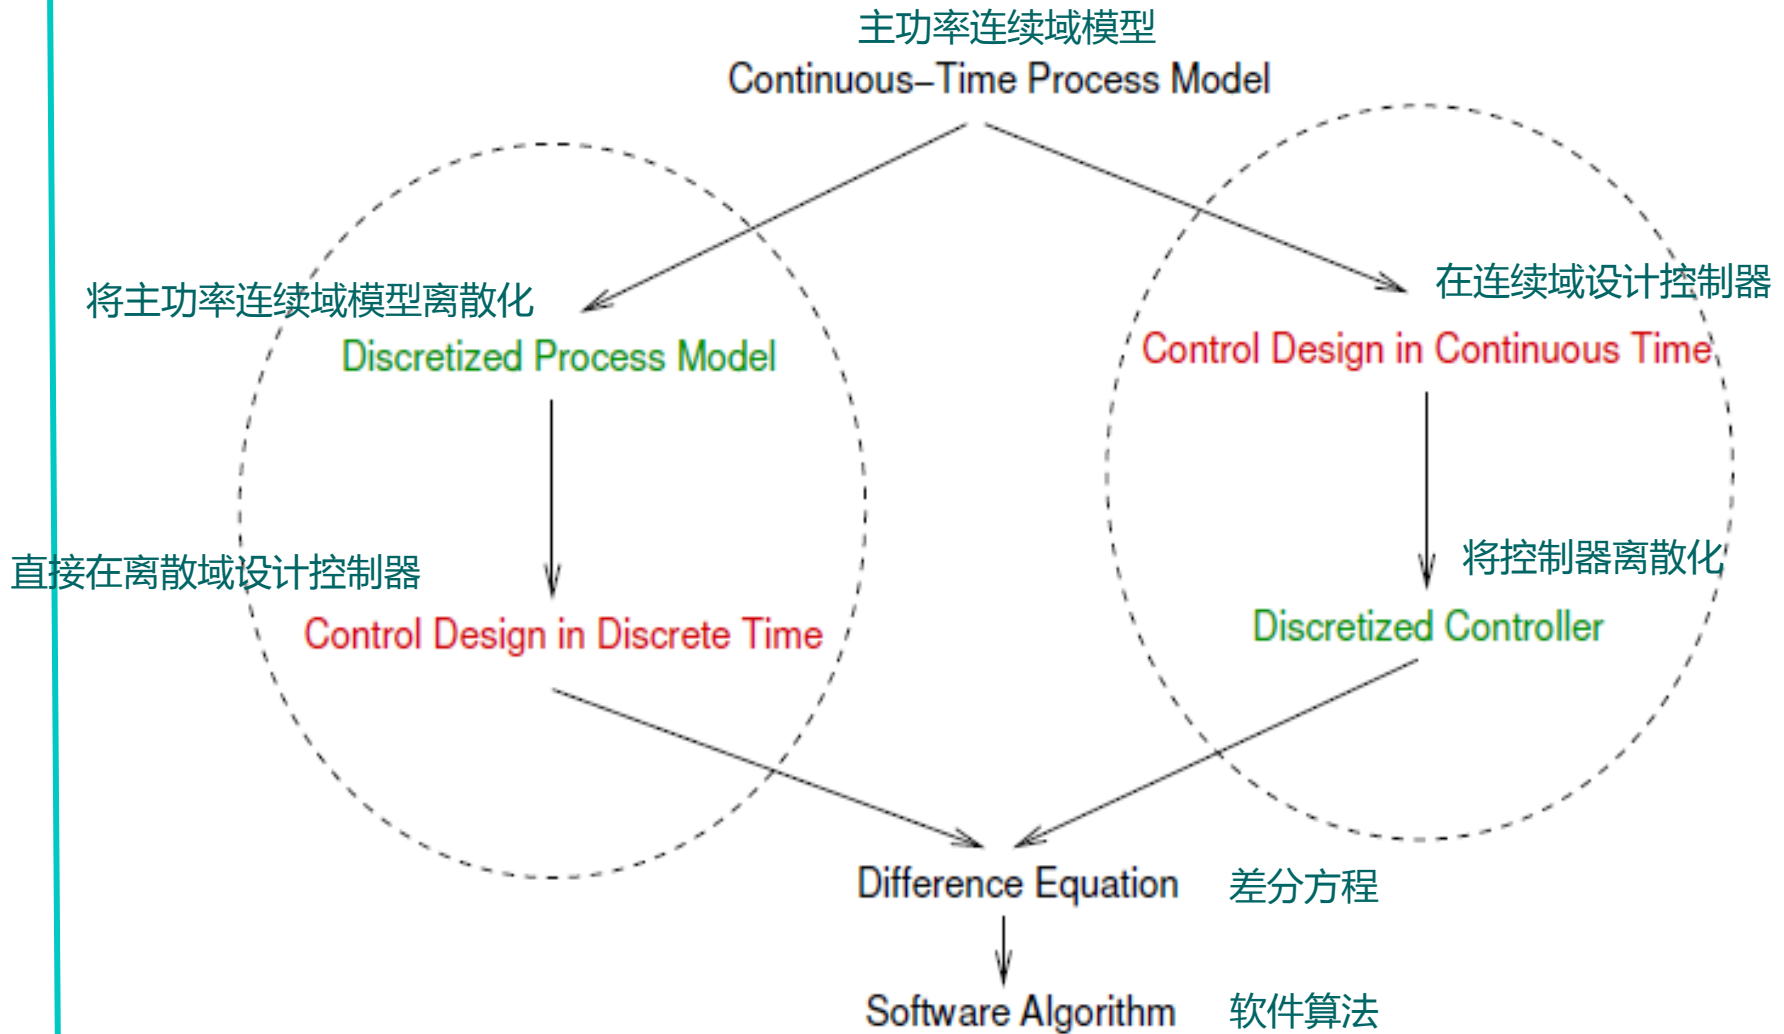 主功率连续域模型
Continuous–Time Process Model
将主功率连续域模型离散化
Discretized Process Model
直接在离散域设计控制器
Control Design in Discrete Time
在连续域设计控制器
Control Design in Continuous Time
将控制器离散化
Discretized Controller
Difference Equation 差分方程
Software Algorithm 软件算法